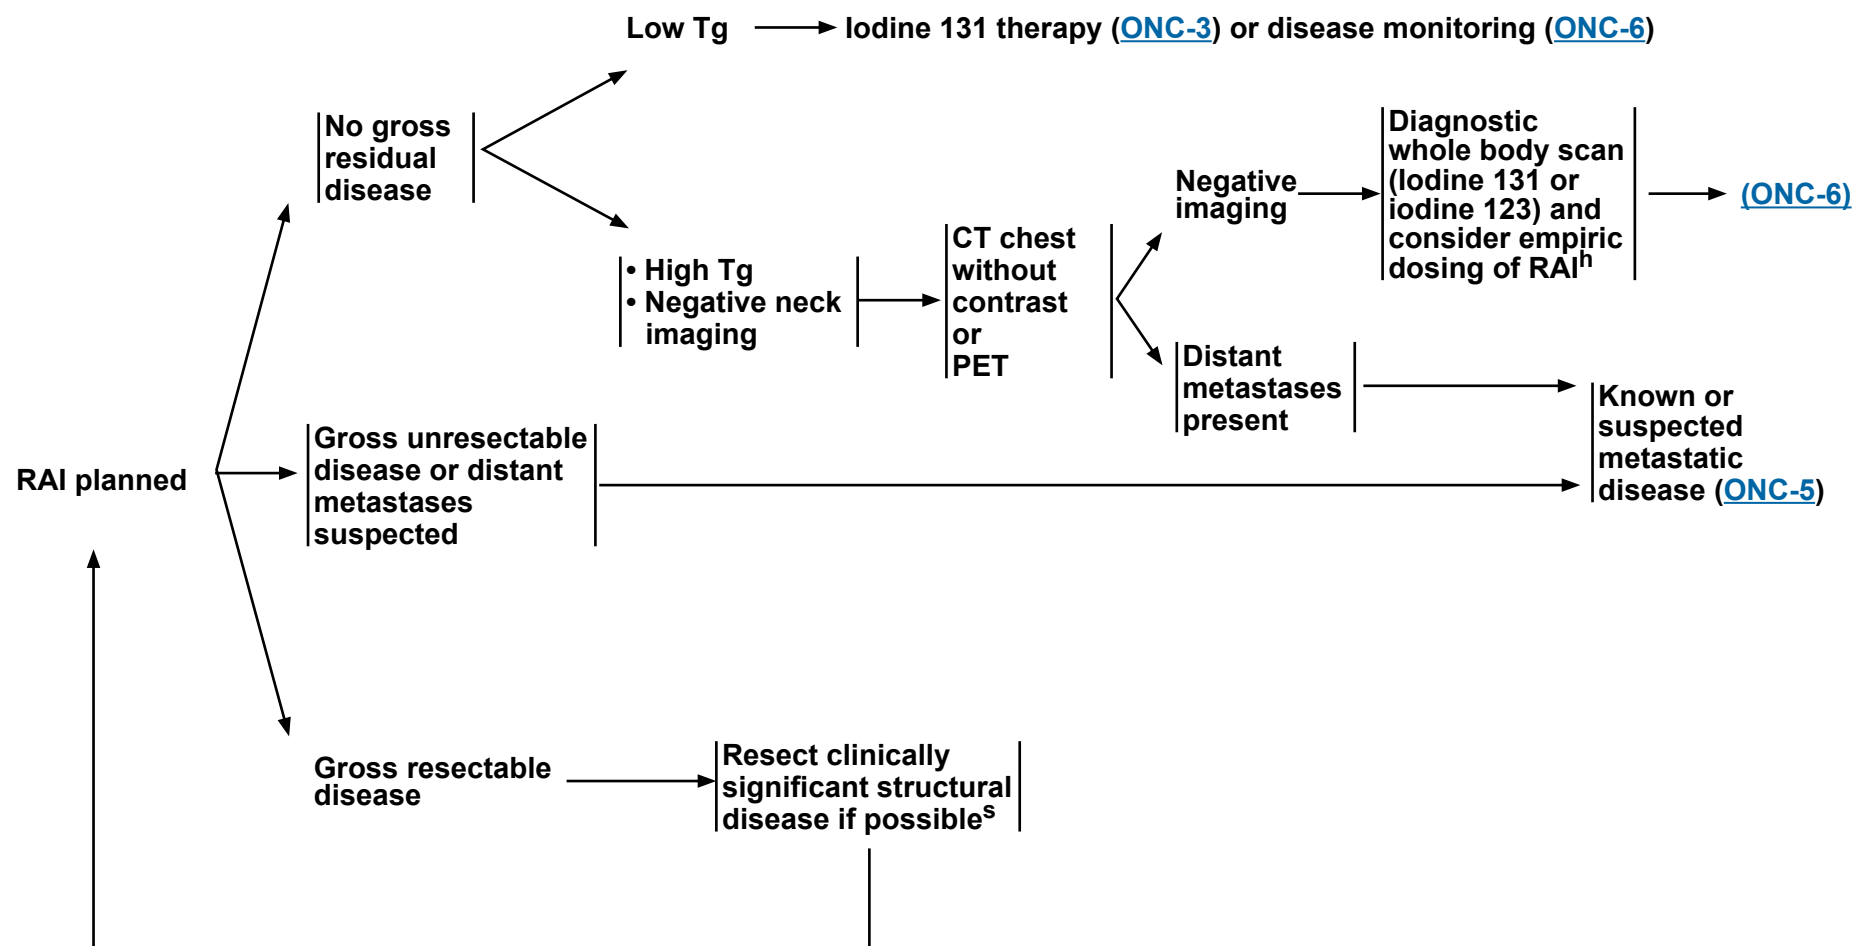 Low Tg
Iodine 131 therapy (ONC-3) or disease monitoring (ONC-6)
No gross
residual
disease
• High Tg
• Negative neck
imaging
CT chest
without
contrast
or
PET
Negative
imaging
Diagnostic
whole body scan
(Iodine 131 or
iodine 123) and
consider empiric
dosing of RAIh
(ONC-6)
Distant
metastases
present
Known or
suspected
metastatic
disease (ONC-5)
RAI planned
Gross unresectable
disease or distant
metastases
suspected
Gross resectable
disease
Resect clinically
significant structural
disease if possibles